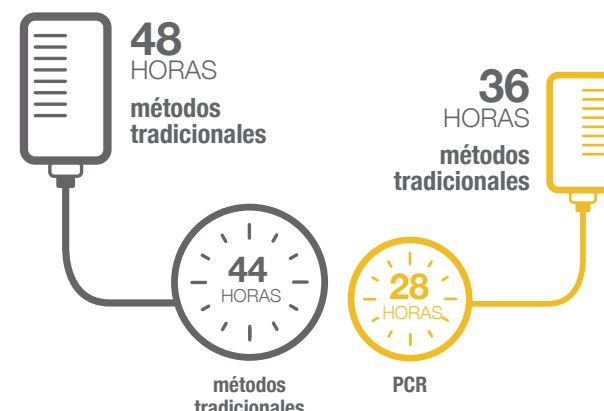 48
HORAS
métodos
tradicionales
36
HORAS
métodos
tradicionales
44
HORAS
28
HORAS
métodos
tradicionales
PCR